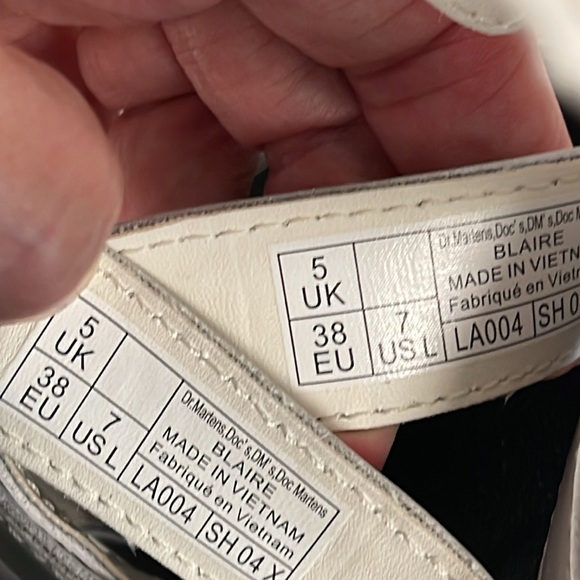 5
UK
38
EU
7
US L
Dr.Martens,Doc's,DM's,Doc
BLAIRE
MADE IN VIETN
Fabriqué en Vietn
LA004
SH 0
5
UK
38
EU
7
US L
Dr.Martens,Doc's,DM's,Doc Martens
BLAIRE
MADE IN VIETNAM
Fabriqué en Vietnam
LA004
SH 04 X